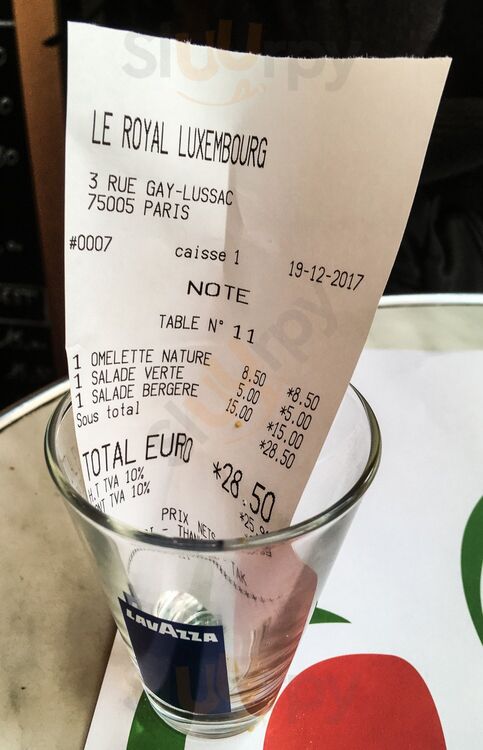 LE ROYAL LUXEMBOURG
3 RUE GAY-LUSSAC
75005 PARIS
#0007 caisse 1 19-12-2017
NOTE
TABLE N° 11
1 OMELETTE NATURE 8.50 *8.50
1 SALADE VERTE 5.00 *5.00
1 SALADE BERGERE 15.00 *15.00
Sous total *28.50
TOTAL EURO *28.50
H.T TVA 10%
TVA 10%
PRIX NETS
LAVAZZA
sluurpy